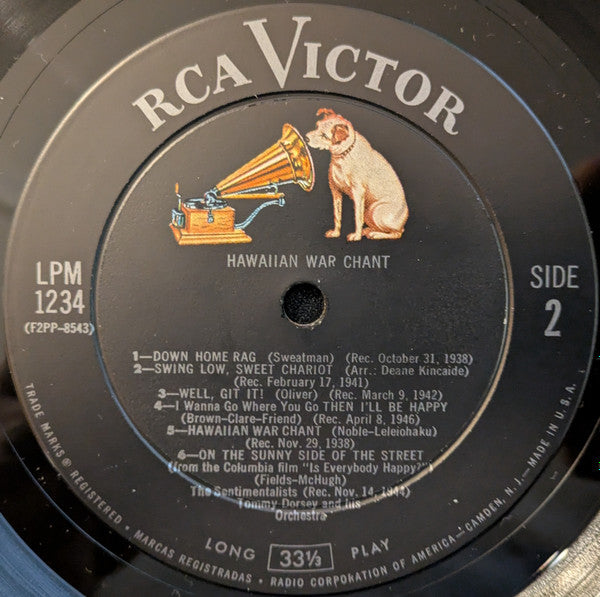 RCA VICTOR
HAWAIIAN WAR CHANT
LPM
1234
(F2PP-8543)
SIDE
2
1—DOWN HOME RAG (Sweatman) (Rec. October 31, 1938)
2—SWING LOW, SWEET CHARIOT (Arr.: Deane Kincaide)
(Rec. February 17, 1941)
3—WELL, GIT IT! (Oliver) (Rec. March 9, 1942)
4—I Wanna Go Where You Go THEN I'LL BE HAPPY
(Brown-Clare-Friend) (Rec. April 8, 1946)
5—HAWAIIAN WAR CHANT (Noble-Leleiohaku)
(Rec. Nov. 29, 1938)
6—ON THE SUNNY SIDE OF THE STREET
(from the Columbia film "Is Everybody Happy?")
(Fields-McHugh)
The Sentimentalists (Rec. Nov. 14, 1944)
Tommy Dorsey and his
Orchestra
LONG 33⅓ PLAY
TRADE MARKS ® REGISTERED • MARCAS REGISTRADAS • RADIO CORPORATION OF AMERICA—CAMDEN, N. J.—MADE IN U.S.A.